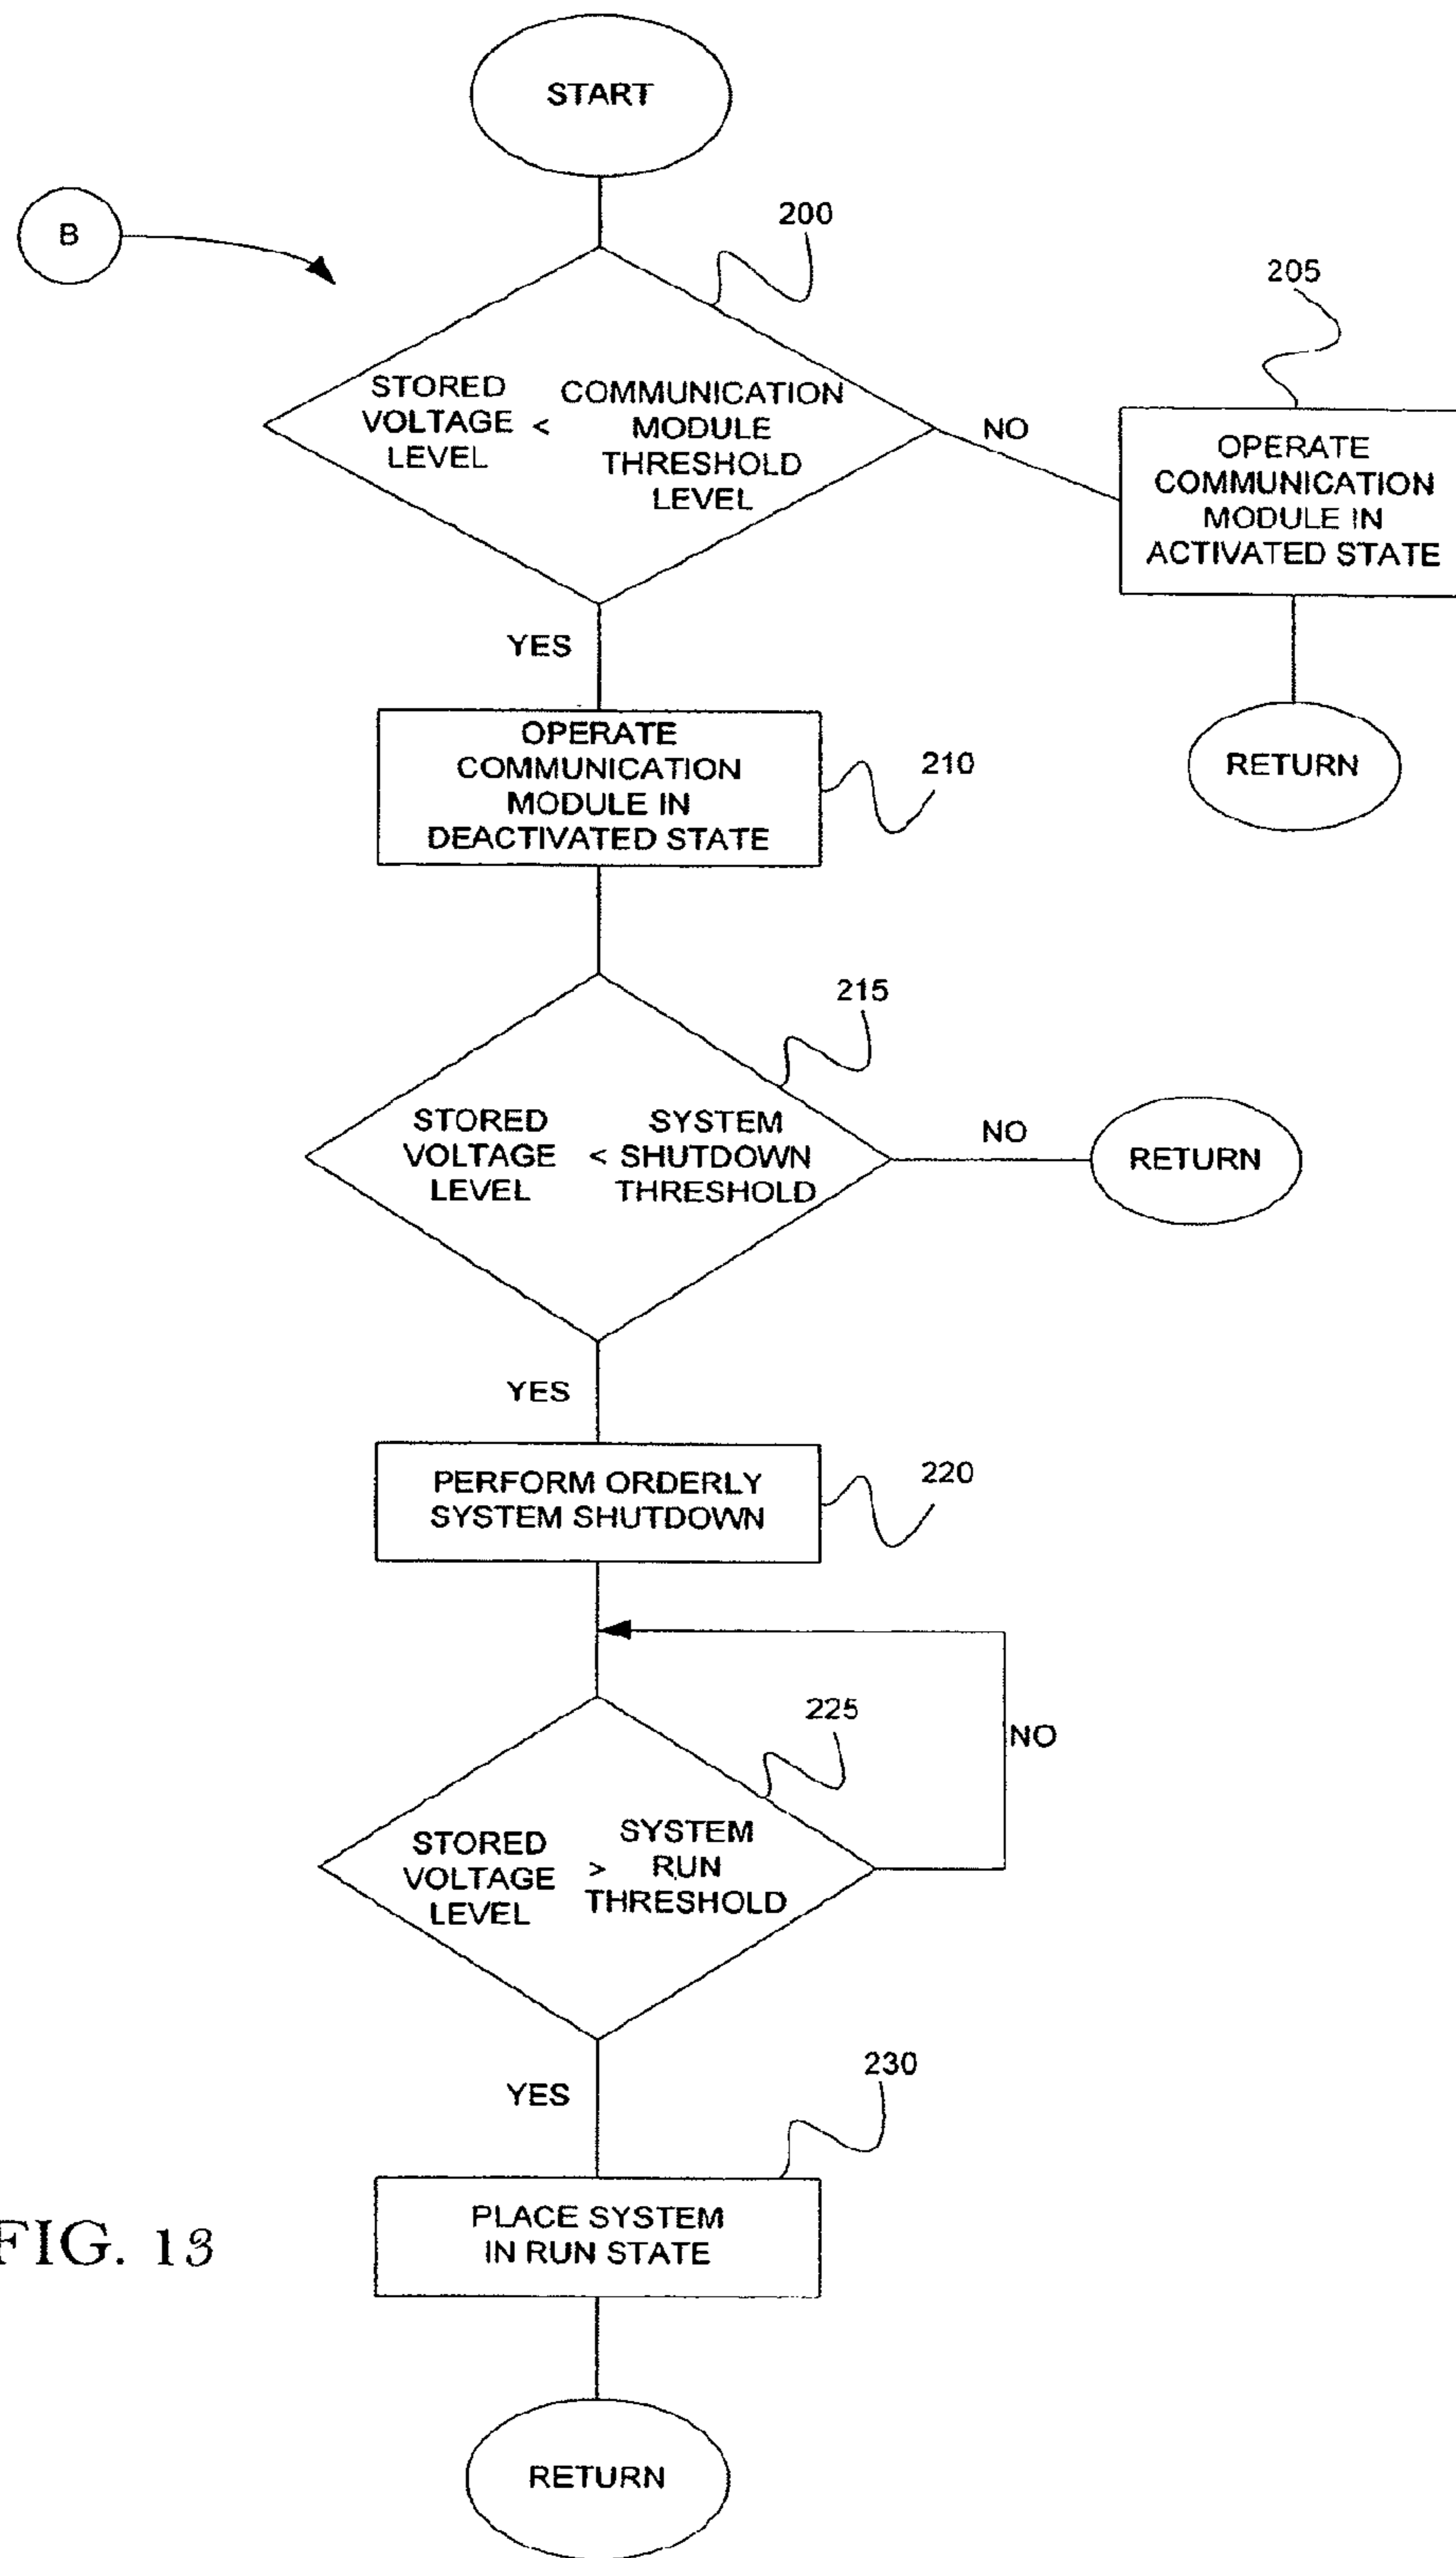 START
B
200
205
STORED
VOLTAGE
LEVEL
<
COMMUNICATION
MODULE
THRESHOLD
LEVEL
NO
OPERATE
COMMUNICATION
MODULE IN
ACTIVATED STATE
RETURN
YES
OPERATE
COMMUNICATION
MODULE IN
DEACTIVATED STATE
210
215
STORED
VOLTAGE
LEVEL
<
SYSTEM
SHUTDOWN
THRESHOLD
NO
RETURN
YES
PERFORM ORDERLY
SYSTEM SHUTDOWN
220
225
NO
STORED
VOLTAGE
LEVEL
>
SYSTEM
RUN
THRESHOLD
YES
230
PLACE SYSTEM
IN RUN STATE
FIG. 13
RETURN